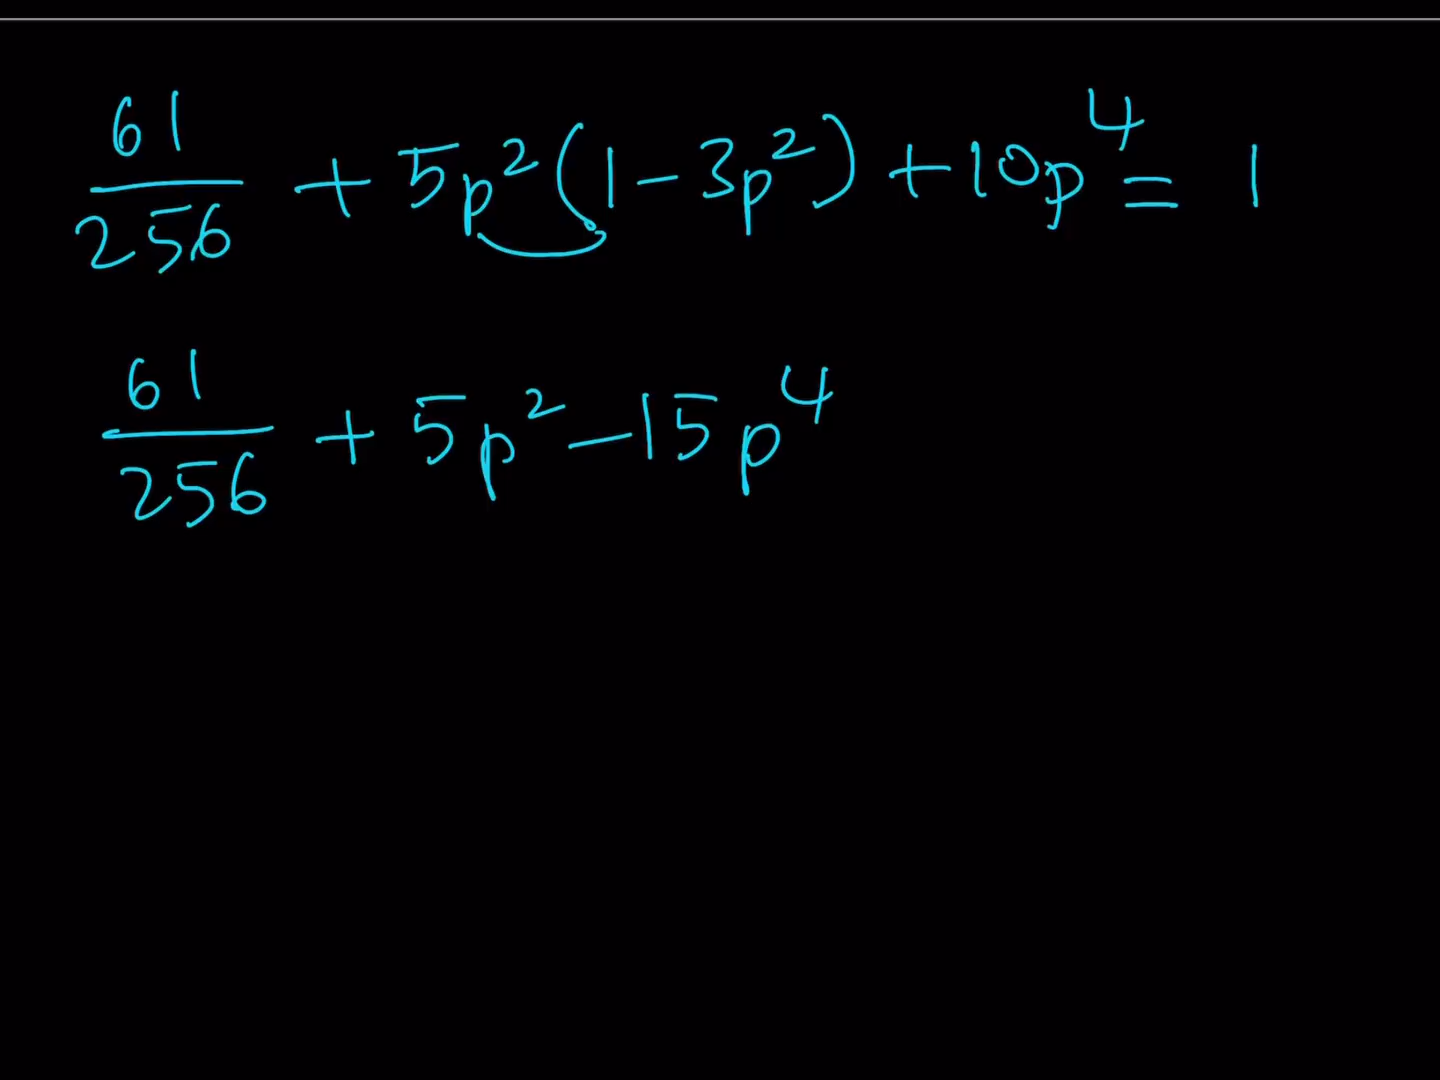 61/256 + 5p²(1-3p²) + 10p⁴ = 1
61/256 + 5p² - 15p⁴